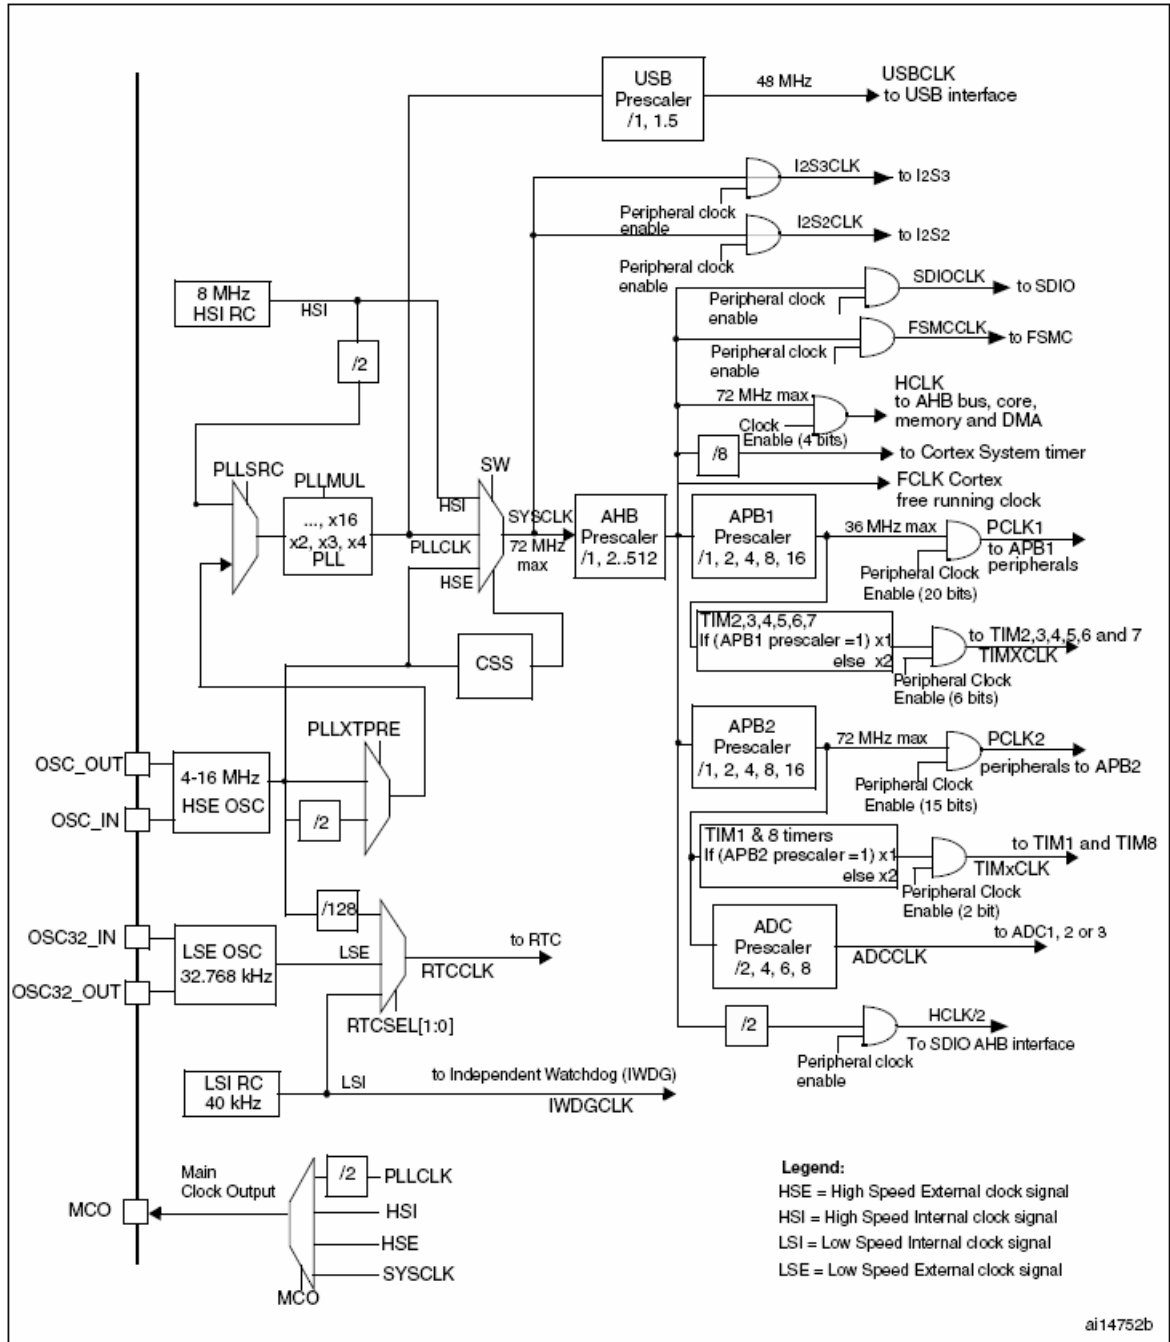 USB
Prescaler
/1, 1.5
48 MHz
USBCLK
to USB interface
I2S3CLK
to I2S3
Peripheral clock
enable
I2S2CLK
to I2S2
Peripheral clock
enable
8 MHz
HSI RC
HSI
SDIOCLK
to SDIO
Peripheral clock
enable
/2
FSMCCLK
to FSMC
Peripheral clock
enable
HCLK
to AHB bus, core,
memory and DMA
72 MHz max
Clock
Enable (4 bits)
/8
to Cortex System timer
FCLK Cortex
free running clock
PLLSRC
PLLMUL
..., x16
x2, x3, x4
PLL
SW
HSI
PLLCLK
HSE
SYSCLK
72 MHz
max
AHB
Prescaler
/1, 2..512
APB1
Prescaler
/1, 2, 4, 8, 16
36 MHz max
PCLK1
to APB1
peripherals
Peripheral Clock
Enable (20 bits)
CSS
TIM2,3,4,5,6,7
If (APB1 prescaler =1) x1
else x2
to TIM2,3,4,5,6 and 7
TIMXCLK
Peripheral Clock
Enable (6 bits)
PLLXTPRE
OSC_OUT
OSC_IN
4-16 MHz
HSE OSC
/2
APB2
Prescaler
/1, 2, 4, 8, 16
72 MHz max
PCLK2
peripherals to APB2
Peripheral Clock
Enable (15 bits)
TIM1 & 8 timers
If (APB2 prescaler =1) x1
else x2
to TIM1 and TIM8
TIMxCLK
Peripheral Clock
Enable (2 bit)
/128
OSC32_IN
OSC32_OUT
LSE OSC
32.768 kHz
LSE
to RTC
RTCCLK
RTCSEL[1:0]
ADC
Prescaler
/2, 4, 6, 8
to ADC1, 2 or 3
ADCCLK
/2
HCLK/2
To SDIO AHB interface
Peripheral clock
enable
LSI RC
40 kHz
LSI
to Independent Watchdog (IWDG)
IWDGCLK
MCO
Main
Clock Output
/2
PLLCLK
HSI
HSE
SYSCLK
MCO
Legend:
HSE = High Speed External clock signal
HSI = High Speed Internal clock signal
LSI = Low Speed Internal clock signal
LSE = Low Speed External clock signal
ai14752b